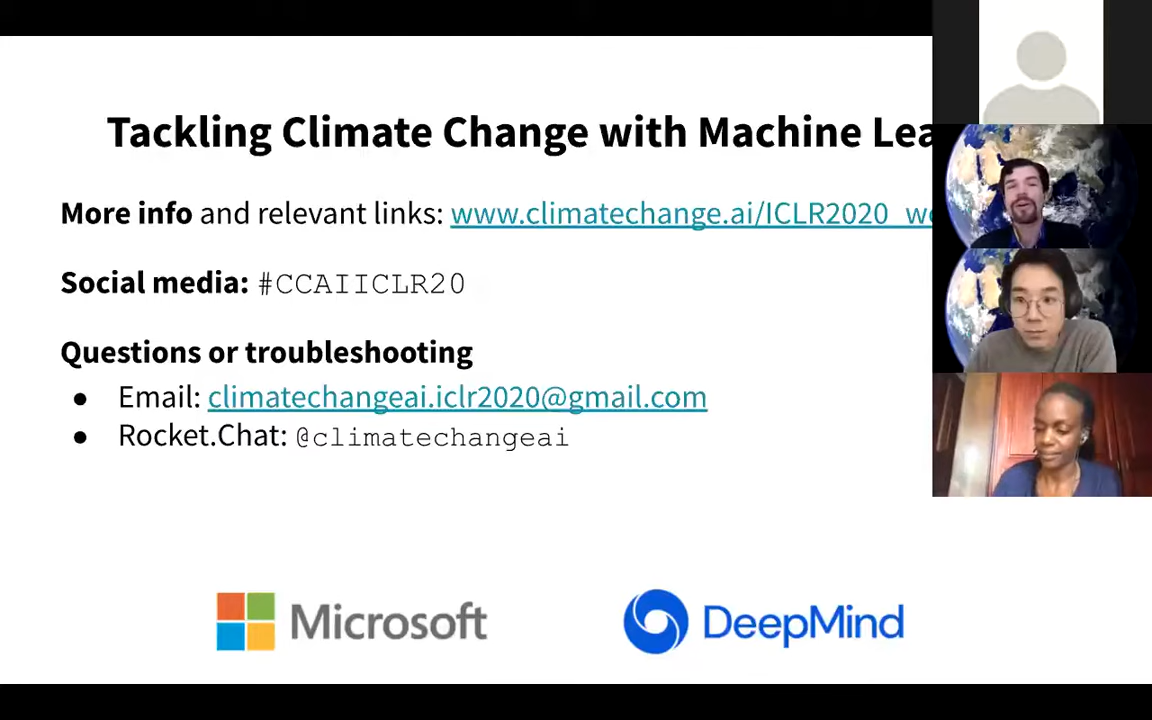 Tackling Climate Change with Machine Lea
More info and relevant links: www.climatechange.ai/ICLR2020_wo
Social media: #CCAIICLR20
Questions or troubleshooting
● Email: climatechangeai.iclr2020@gmail.com
● Rocket.Chat: @climatechangeai
Microsoft
DeepMind